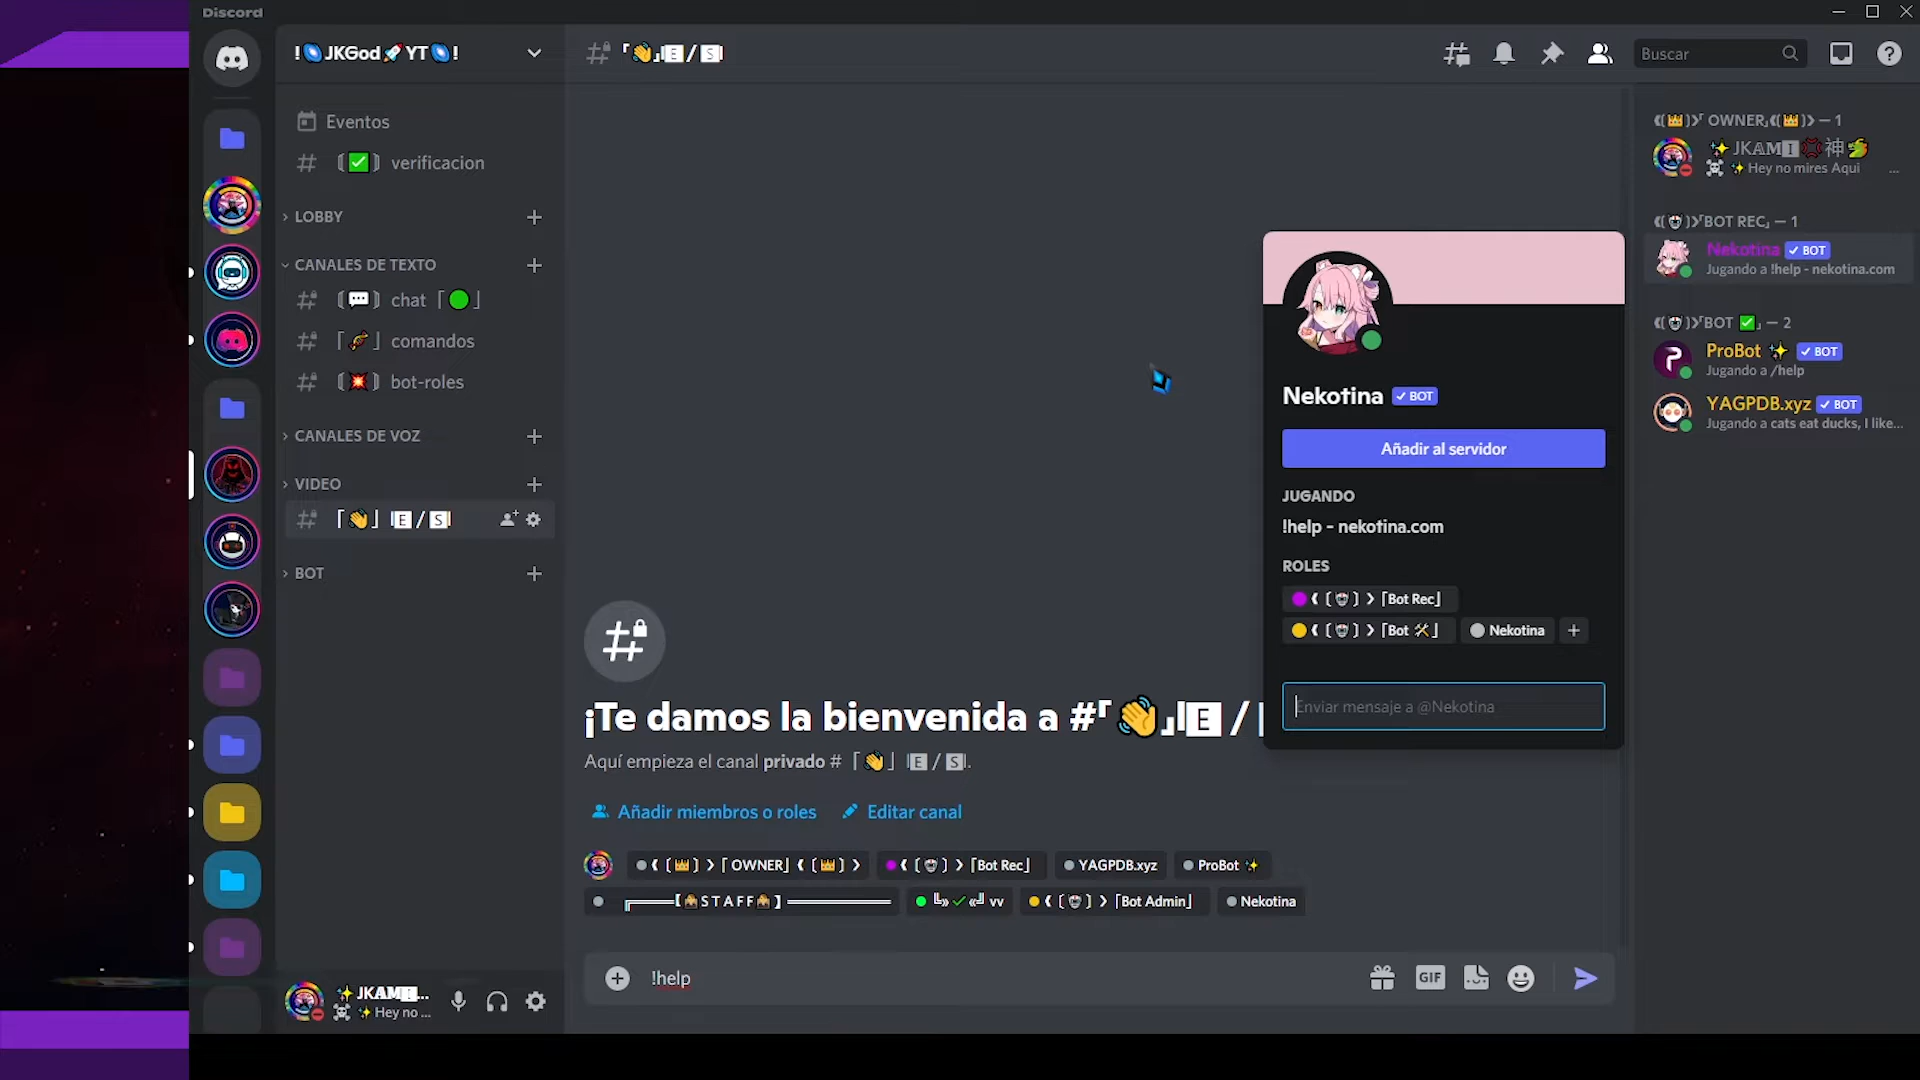 Discord
!🌀JKGod🚀YT🌀!
「👋」|🄴/🅂|
Buscar
Eventos
〔✅〕 verificacion
LOBBY
CANALES DE TEXTO
〔💬〕 chat 「🟢」
「🎤」 comandos
〔💥〕 bot-roles
CANALES DE VOZ
VIDEO
「👋」 |🄴/🅂|
BOT
《〔👑〕》「 OWNER」《〔👑〕》 — 1
✨JK𝔸𝐌🄸💢神🐲
☠ ✨Hey no mires Aqui ...
《〔🤖〕》「BOT REC」 — 1
Nekotina ✓ BOT
Jugando a !help - nekotina.com
《〔🤖〕》「BOT ✅」 — 2
ProBot ✨ ✓ BOT
Jugando a /help
YAGPDB.xyz ✓ BOT
Jugando a cats eat ducks, I like...
Nekotina ✓ BOT
Añadir al servidor
JUGANDO
!help - nekotina.com
ROLES
《〔🤖〕》「Bot Rec」
《〔🤖〕》「Bot 🛠」 Nekotina +
Enviar mensaje a @Nekotina
¡Te damos la bienvenida a #「👋」|🄴/
Aquí empieza el canal privado # 「👋」 |🄴/🅂|.
Añadir miembros o roles Editar canal
《〔👑〕》「 OWNER」《〔👑〕》 《〔🤖〕》「Bot Rec」 YAGPDB.xyz ProBot ✨
╔═════【🕵STAFF🕵】═══════ ╚»✓«╝ vv 《〔🤖〕》「Bot Admin」 Nekotina
!help
GIF
✨JK𝔸𝐌🄸...
☠ ✨Hey no ...